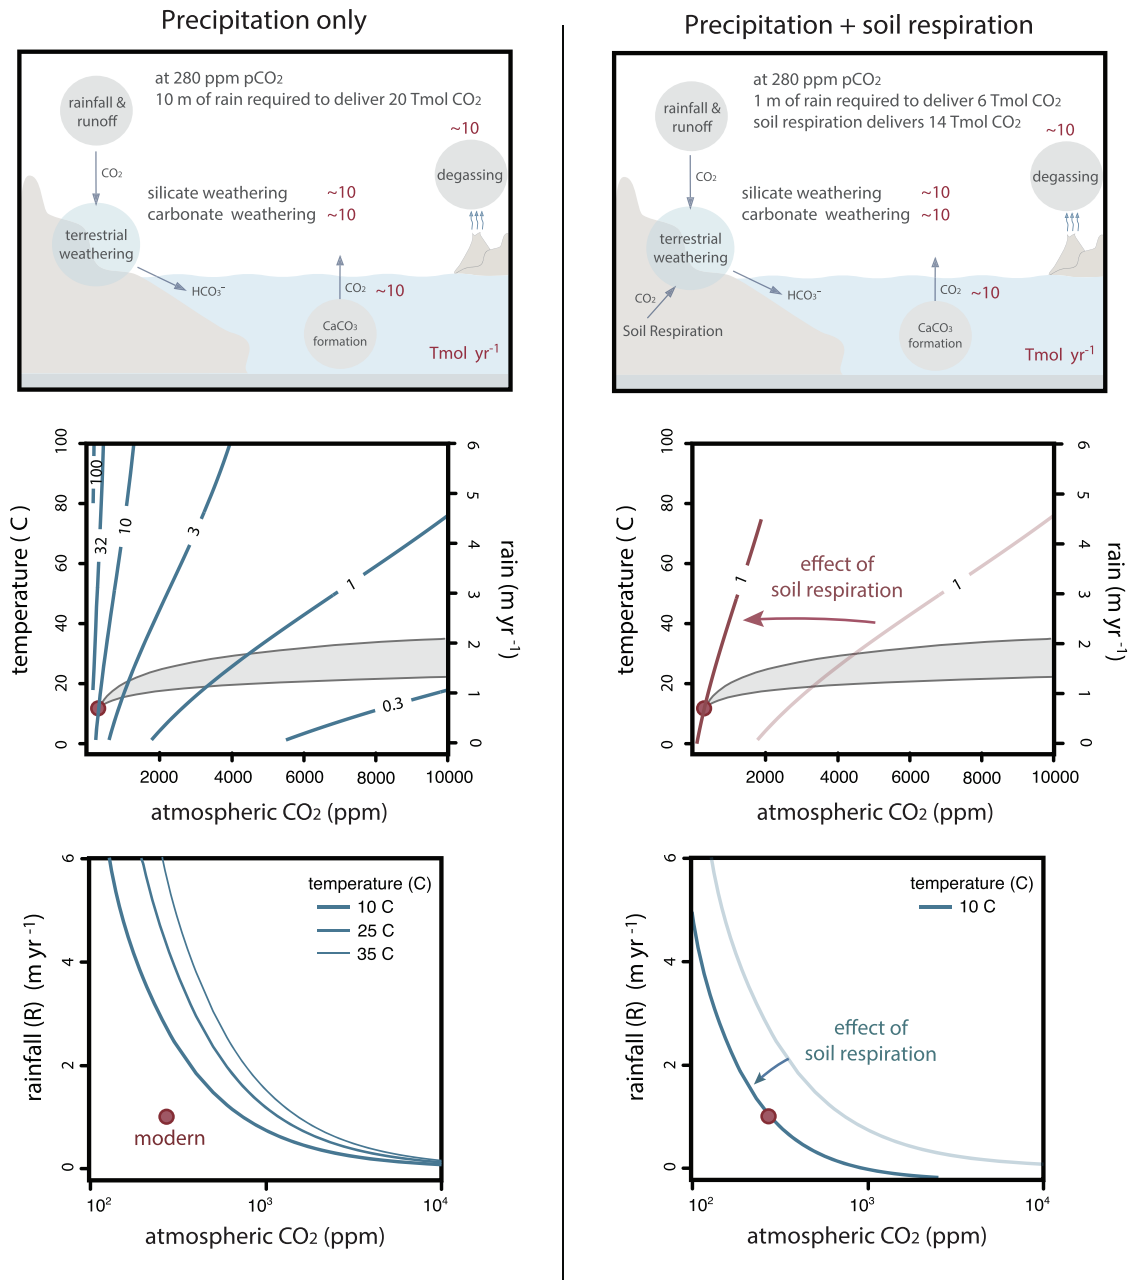 Precipitation only
at 280 ppm pCO2
10 m of rain required to deliver 20 Tmol CO2
rainfall &
runoff
~10
degassing
CO2
silicate weathering ~10
carbonate weathering ~10
terrestrial
weathering
HCO3⁻
CO2 ~10
CaCO3
formation
Tmol yr-1
Precipitation + soil respiration
at 280 ppm pCO2
1 m of rain required to deliver 6 Tmol CO2
soil respiration delivers 14 Tmol CO2
rainfall &
runoff
~10
degassing
CO2
silicate weathering ~10
carbonate weathering ~10
terrestrial
weathering
HCO3⁻
CO2
Soil Respiration
CO2 ~10
CaCO3
formation
Tmol yr-1
temperature ( C )
0 20 40 60 80 100
100
32
10
3
1
0.3
0 1 2 3 4 5 6
rain (m yr-1)
2000 4000 6000 8000 10000
atmospheric CO2 (ppm)
temperature ( C )
0 20 40 60 80 100
1
effect of
soil respiration
1
0 1 2 3 4 5 6
rain (m yr-1)
2000 4000 6000 8000 10000
atmospheric CO2 (ppm)
rainfall (R) (m yr -1)
0 2 4 6
temperature (C)
10 C
25 C
35 C
modern
10² 10³ 10⁴
atmospheric CO2 (ppm)
rainfall (R) (m yr -1)
0 2 4 6
temperature (C)
10 C
effect of
soil respiration
10² 10³ 10⁴
atmospheric CO2 (ppm)